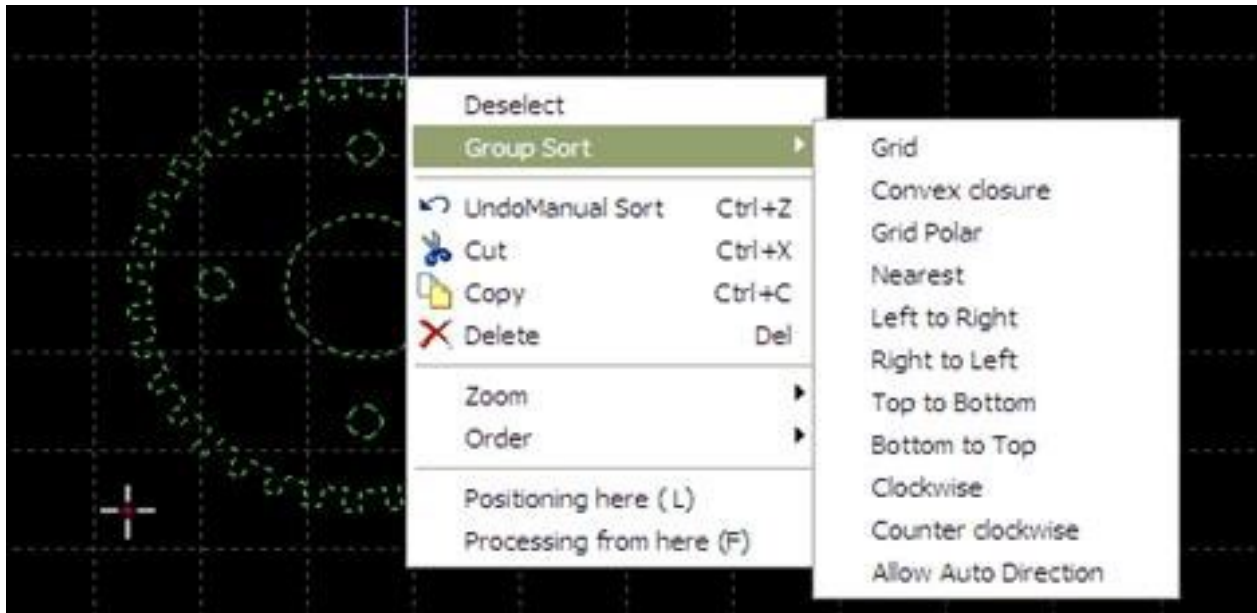 Deselect
Group Sort
UndoManual Sort Ctrl+Z
Cut Ctrl+X
Copy Ctrl+C
Delete Del
Zoom
Order
Positioning here (L)
Processing from here (F)
Grid
Convex closure
Grid Polar
Nearest
Left to Right
Right to Left
Top to Bottom
Bottom to Top
Clockwise
Counter clockwise
Allow Auto Direction